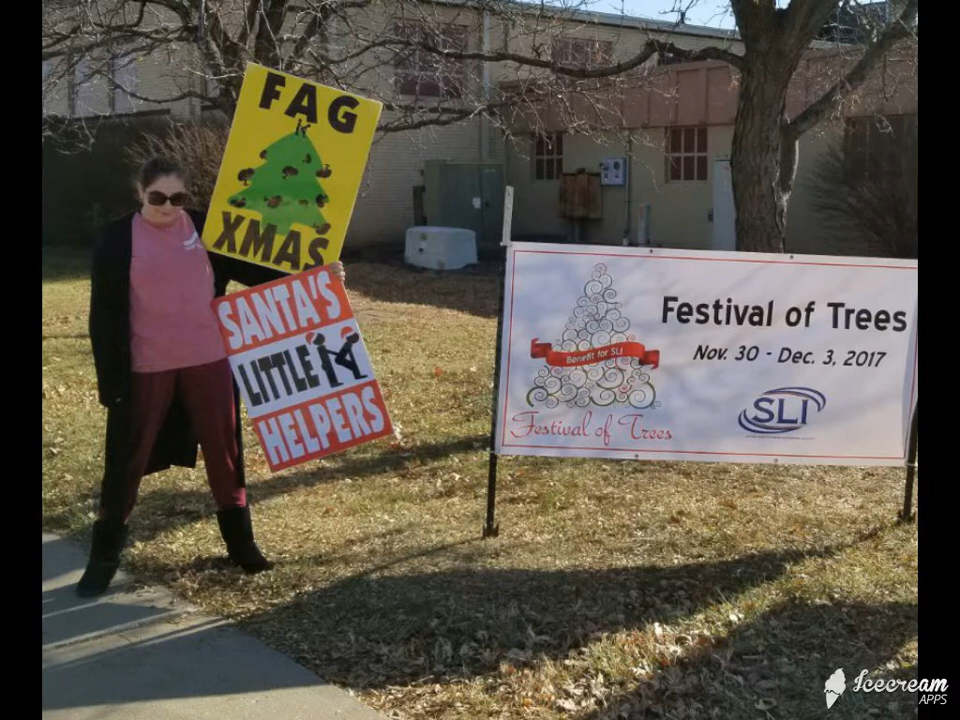 FAG
XMAS
SANTA'S
LITTLE
HELPERS
Festival of Trees
Nov. 30 - Dec. 3, 2017
Benefit for SLI
Festival of Trees
SLI
Icecream
APPS